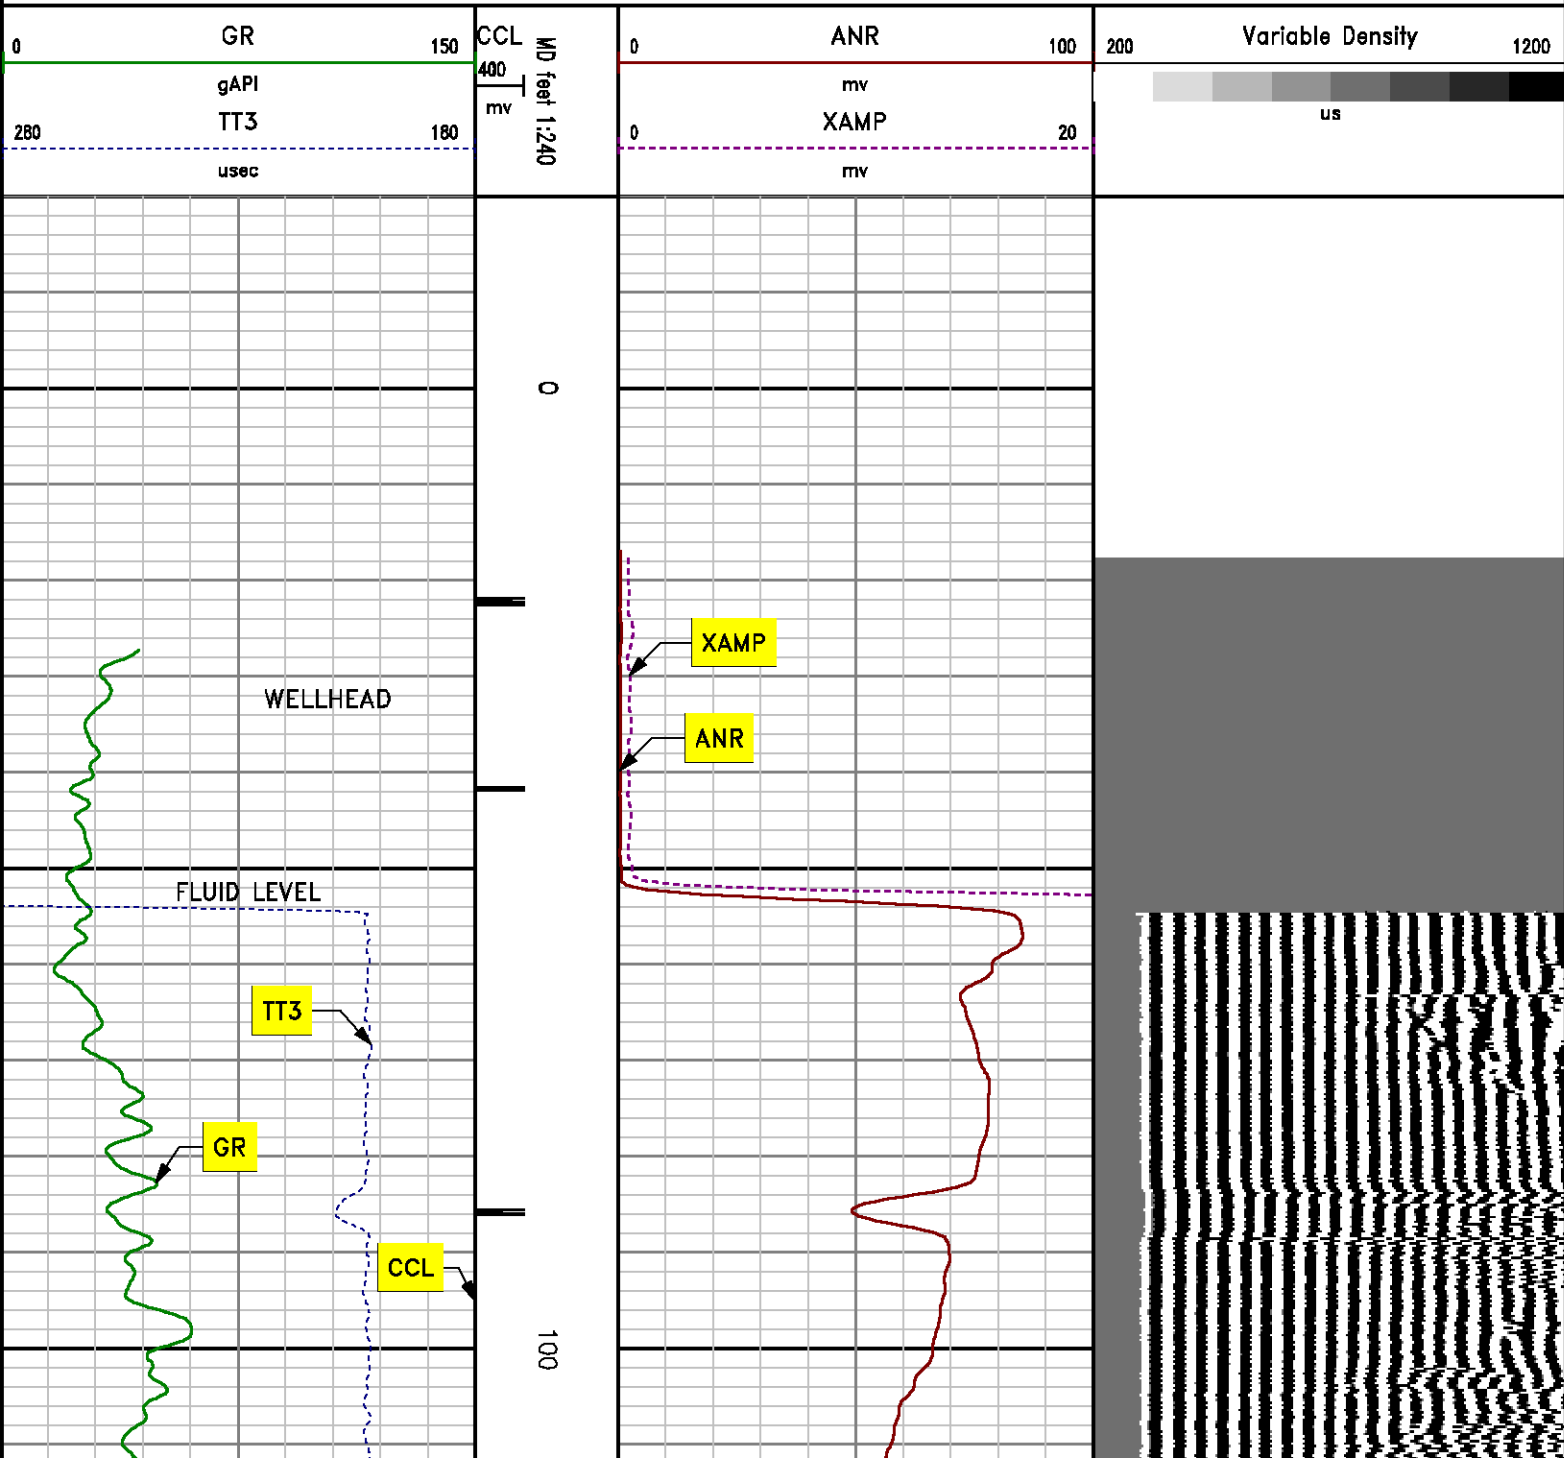 GR
0 150
gAPI
TT3
280 180
usec
CCL
400
mv
MD feet 1:240
ANR
0 100
mv
XAMP
0 20
mv
Variable Density
200 1200
us
0
XAMP
WELLHEAD
ANR
FLUID LEVEL
TT3
GR
CCL
100